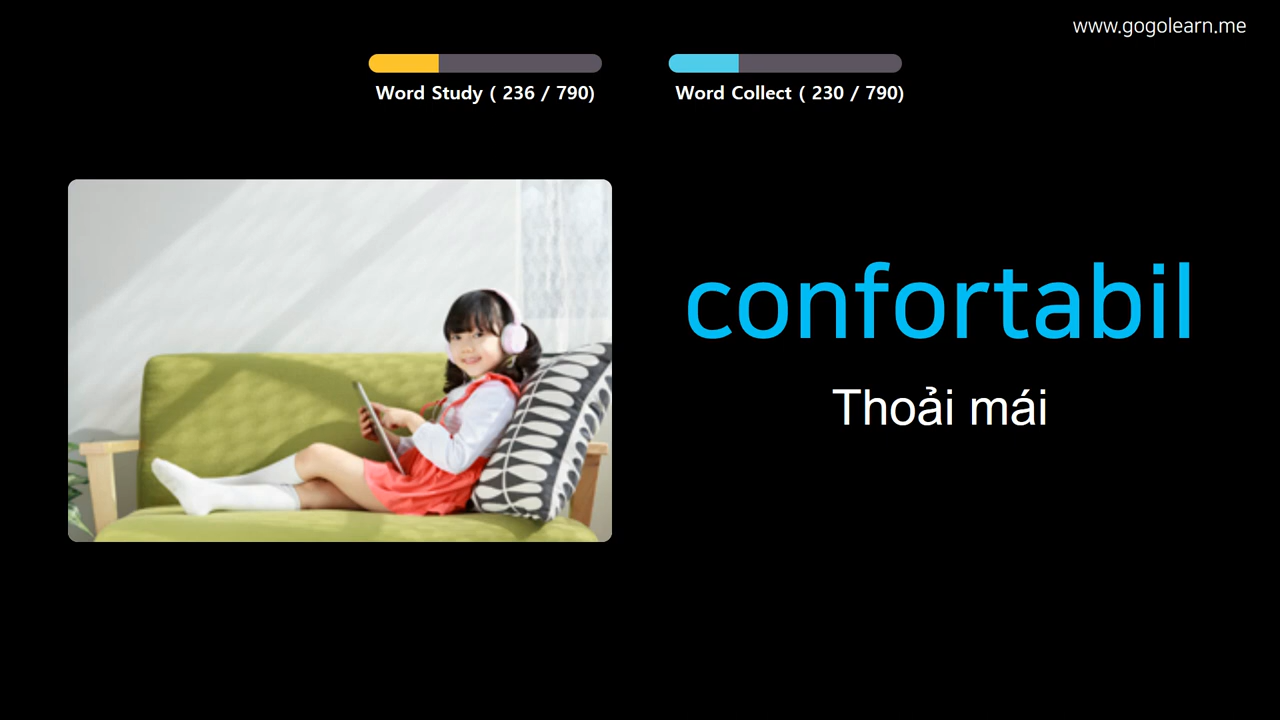 www.gogolearn.me
Word Study ( 236 / 790)
Word Collect ( 230 / 790)
confortabil
Thoải mái